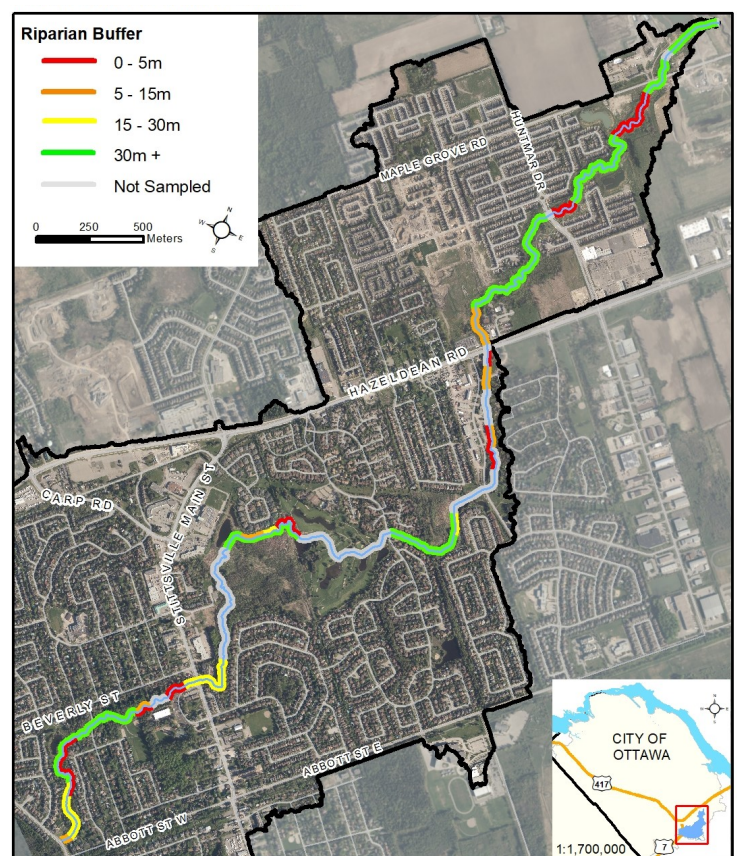 Riparian Buffer
0 - 5m
5 - 15m
15 - 30m
30m +
Not Sampled
0 250 500
Meters
N
W
E
S
MAPLE GROVE RD
HUNTMAR DR
HAZELDEAN RD
CARP RD
STITTSVILLE MAIN ST
BEVERLY ST
ABBOTT ST E
ABBOTT ST W
CITY OF
OTTAWA
417
7
1:1,700,000